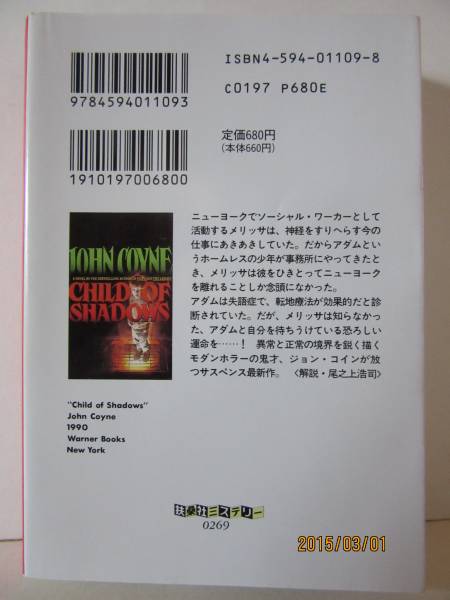 ISBN4-594-01109-8
9784594011093
C0197 P680E
定価680円
(本体660円)
1910197006800
ニューヨークでソーシャル・ワーカーとして
活動するメリッサは、神経をすりへらす今の
仕事にあきあきしていた。だからアダムとい
うホームレスの少年が事務所にやってきたと
き、メリッサは彼をひきとってニューヨーク
を離れることしか念頭になかった。
アダムは失語症で、転地療法が効果的だと診
断されていた。だが、メリッサは知らなかっ
た、アダムと自分を待ちうけている恐ろしい
運命を……! 異常と正常の境界を鋭く描く
モダンホラーの鬼才、ジョン・コインが放
つサスペンス最新作。〈解説・尾之上浩司〉
JOHN COYNE
CHILD OF
SHADOWS
"Child of Shadows"
John Coyne
1990
Warner Books
New York
扶桑社ミステリー
0269
2015/03/01